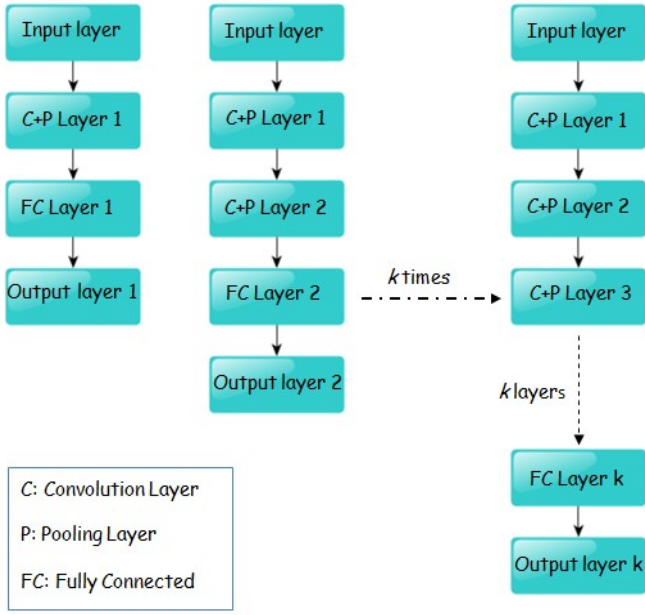 Input layer
C+P Layer 1
FC Layer 1
Output layer 1
Input layer
C+P Layer 1
C+P Layer 2
FC Layer 2
Output layer 2
k times
Input layer
C+P Layer 1
C+P Layer 2
C+P Layer 3
k layers
FC Layer k
Output layer k
C: Convolution Layer
P: Pooling Layer
FC: Fully Connected